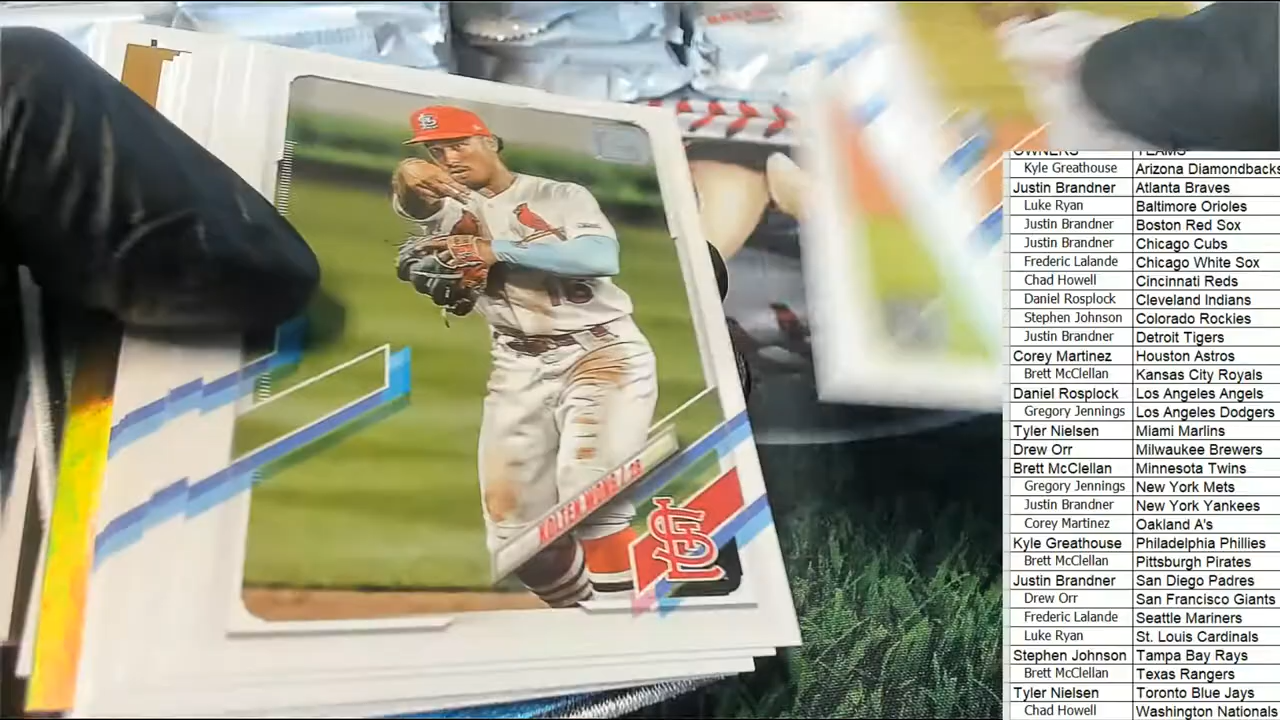 KOLTEN WONG / 2B
16
OWNERS TEAMS
Kyle Greathouse Arizona Diamondbacks
Justin Brandner Atlanta Braves
Luke Ryan Baltimore Orioles
Justin Brandner Boston Red Sox
Justin Brandner Chicago Cubs
Frederic Lalande Chicago White Sox
Chad Howell Cincinnati Reds
Daniel Rosplock Cleveland Indians
Stephen Johnson Colorado Rockies
Justin Brandner Detroit Tigers
Corey Martinez Houston Astros
Brett McClellan Kansas City Royals
Daniel Rosplock Los Angeles Angels
Gregory Jennings Los Angeles Dodgers
Tyler Nielsen Miami Marlins
Drew Orr Milwaukee Brewers
Brett McClellan Minnesota Twins
Gregory Jennings New York Mets
Justin Brandner New York Yankees
Corey Martinez Oakland A's
Kyle Greathouse Philadelphia Phillies
Brett McClellan Pittsburgh Pirates
Justin Brandner San Diego Padres
Drew Orr San Francisco Giants
Frederic Lalande Seattle Mariners
Luke Ryan St. Louis Cardinals
Stephen Johnson Tampa Bay Rays
Brett McClellan Texas Rangers
Tyler Nielsen Toronto Blue Jays
Chad Howell Washington Nationals